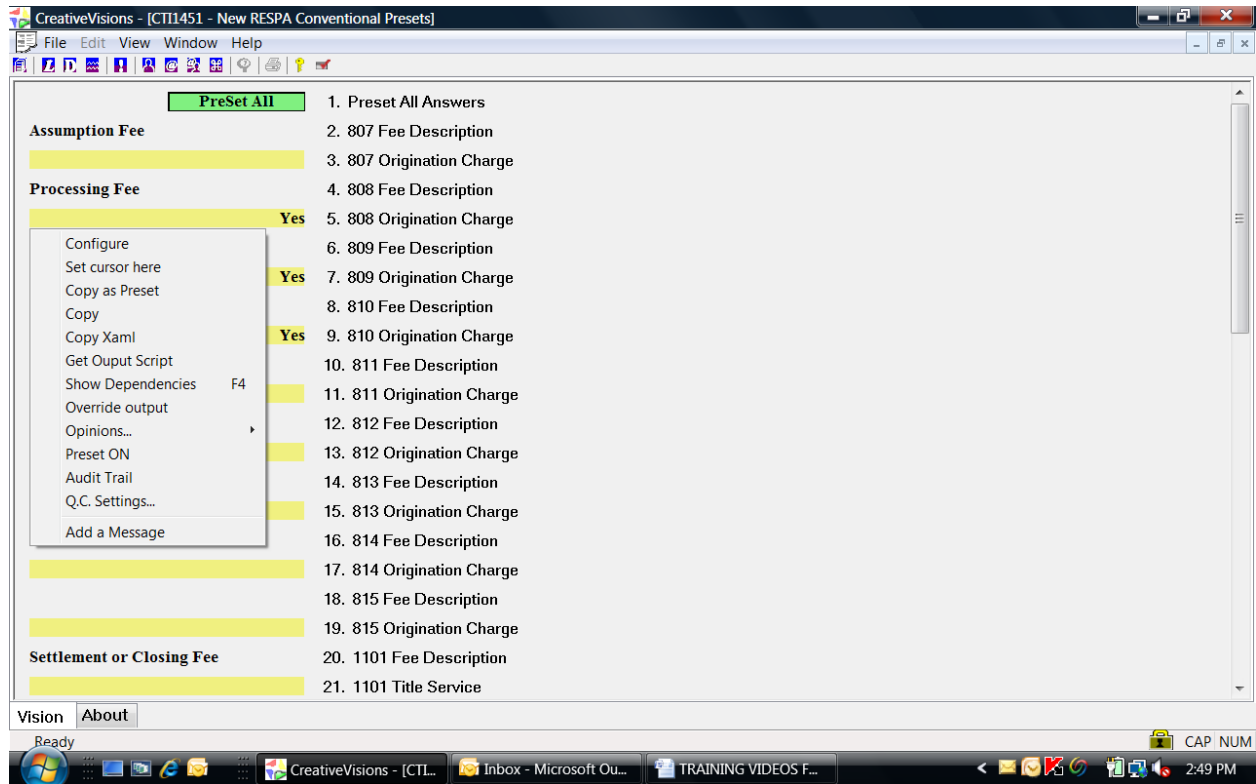 CreativeVisions - [CTI1451 - New RESPA Conventional Presets]
File Edit View Window Help
PreSet All 1. Preset All Answers
Assumption Fee 2. 807 Fee Description
3. 807 Origination Charge
Processing Fee 4. 808 Fee Description
Yes 5. 808 Origination Charge
6. 809 Fee Description
Yes 7. 809 Origination Charge
8. 810 Fee Description
Yes 9. 810 Origination Charge
10. 811 Fee Description
11. 811 Origination Charge
12. 812 Fee Description
13. 812 Origination Charge
14. 813 Fee Description
15. 813 Origination Charge
16. 814 Fee Description
17. 814 Origination Charge
18. 815 Fee Description
19. 815 Origination Charge
Settlement or Closing Fee 20. 1101 Fee Description
21. 1101 Title Service
Configure
Set cursor here
Copy as Preset
Copy
Copy Xaml
Get Ouput Script
Show Dependencies F4
Override output
Opinions...
Preset ON
Audit Trail
Q.C. Settings...
Add a Message
Vision About
Ready CAP NUM
CreativeVisions - [CTI... Inbox - Microsoft Ou... TRAINING VIDEOS F... 2:49 PM